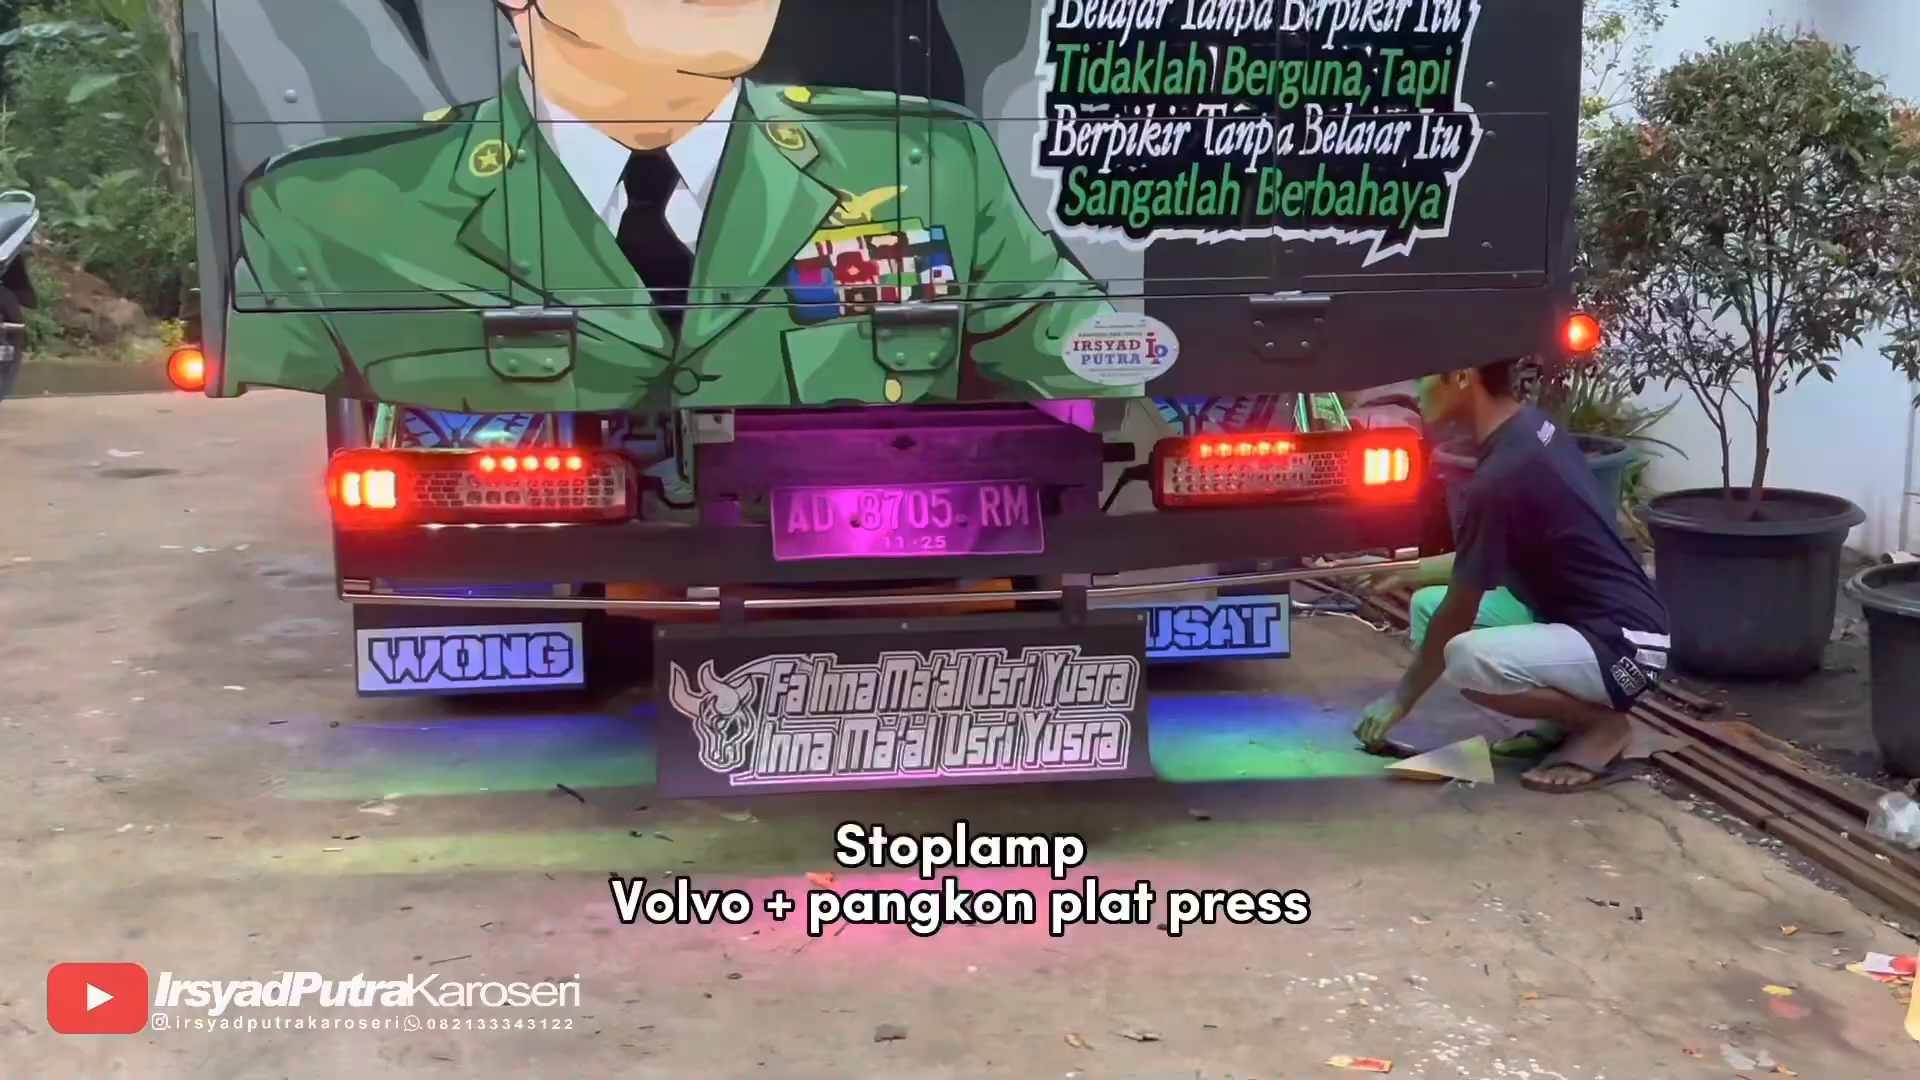 Belajar Tanpa Berpikir Itu
Tidaklah Berguna, Tapi
Berpikir Tanpa Belajar Itu
Sangatlah Berbahaya
IRSYAD
PUTRA
IP
AD 8705 RM
11·25
WONG
USAT
Fa Inna Ma'al Usri Yusra
Inna Ma'al Usri Yusra
Stoplamp
Volvo + pangkon plat press
IrsyadPutraKaroseri
.irsyadputrakaroseri 082133343122